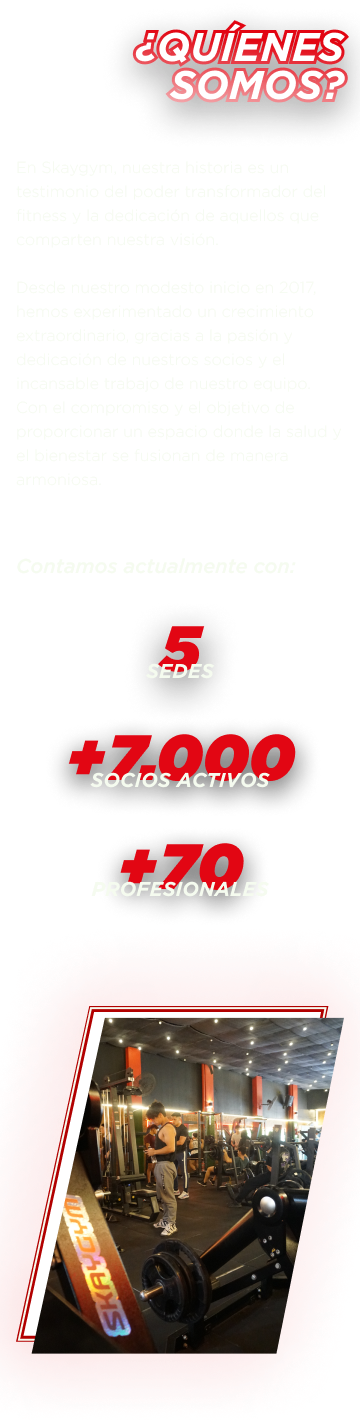 ¿QUÍENES
SOMOS?
En Skaygym, nuestra historia es un
testimonio del poder transformador del
fitness y la dedicación de aquellos que
comparten nuestra visión.
Desde nuestro modesto inicio en 2017,
hemos experimentado un crecimiento
extraordinario, gracias a la pasión y
dedicación de nuestros socios y el
incansable trabajo de nuestro equipo.
Con el compromiso y el objetivo de
proporcionar un espacio donde la salud y
el bienestar se fusionan de manera
armoniosa.
Contamos actualmente con:
5
SEDES
+7.000
SOCIOS ACTIVOS
+70
PROFESIONALES
SKAYGYM